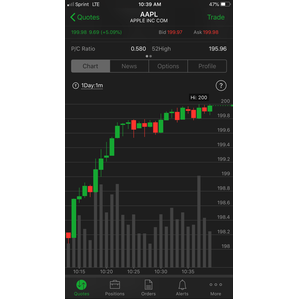 Sprint LTE 10:39 AM 47%
Quotes AAPL Trade
APPLE INC COM
199.98 9.69 (+5.09%) Bid 199.97 Ask 199.98
P/C Ratio 0.580 52High 195.96
Chart News Options Profile
1Day:1m ?
Hi: 200
200
199.8
199.6
199.4
199.2
199
198.8
198.6
198.4
198.2
198
10:15 10:20 10:25 10:30 10:35
Quotes Positions Orders Alerts More